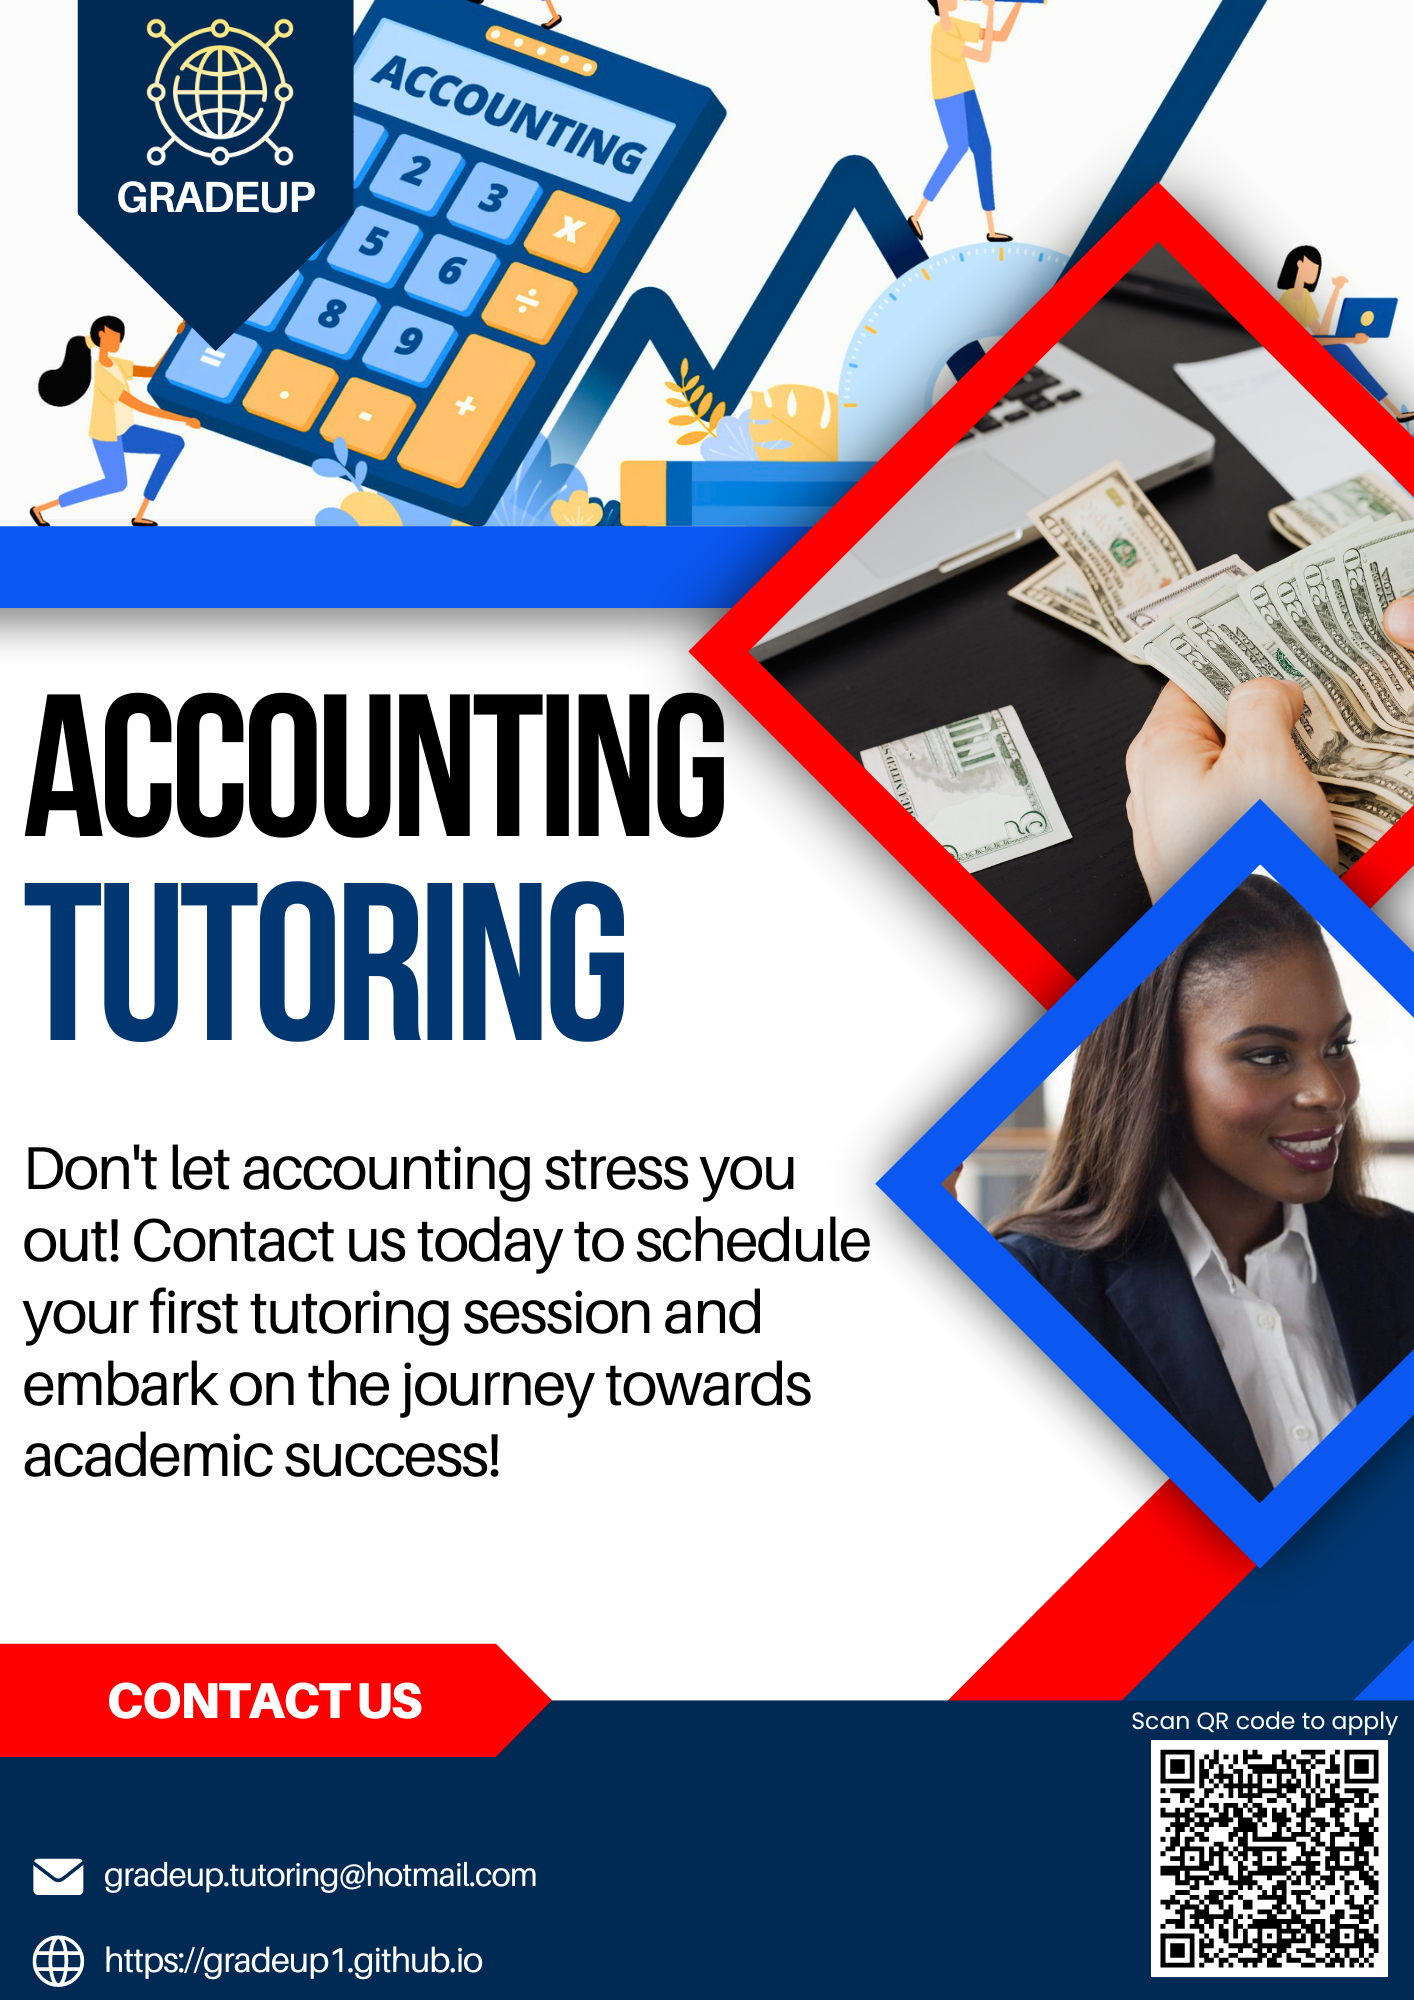 GRADEUP
ACCOUNTING
2 3 x
5 6 ÷
8 9
= . - +
ACCOUNTING
TUTORING
Don't let accounting stress you
out! Contact us today to schedule
your first tutoring session and
embark on the journey towards
academic success!
CONTACT US
Scan QR code to apply
gradeup.tutoring@hotmail.com
https://gradeup1.github.io